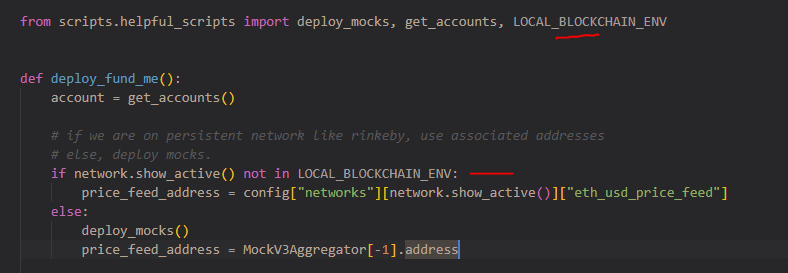 from scripts.helpful_scripts import deploy_mocks, get_accounts, LOCAL_BLOCKCHAIN_ENV
def deploy_fund_me():
account = get_accounts()
# if we are on persistent network like rinkeby, use associated addresses
# else, deploy mocks.
if network.show_active() not in LOCAL_BLOCKCHAIN_ENV:
price_feed_address = config["networks"][network.show_active()]["eth_usd_price_feed"]
else:
deploy_mocks()
price_feed_address = MockV3Aggregator[-1].address